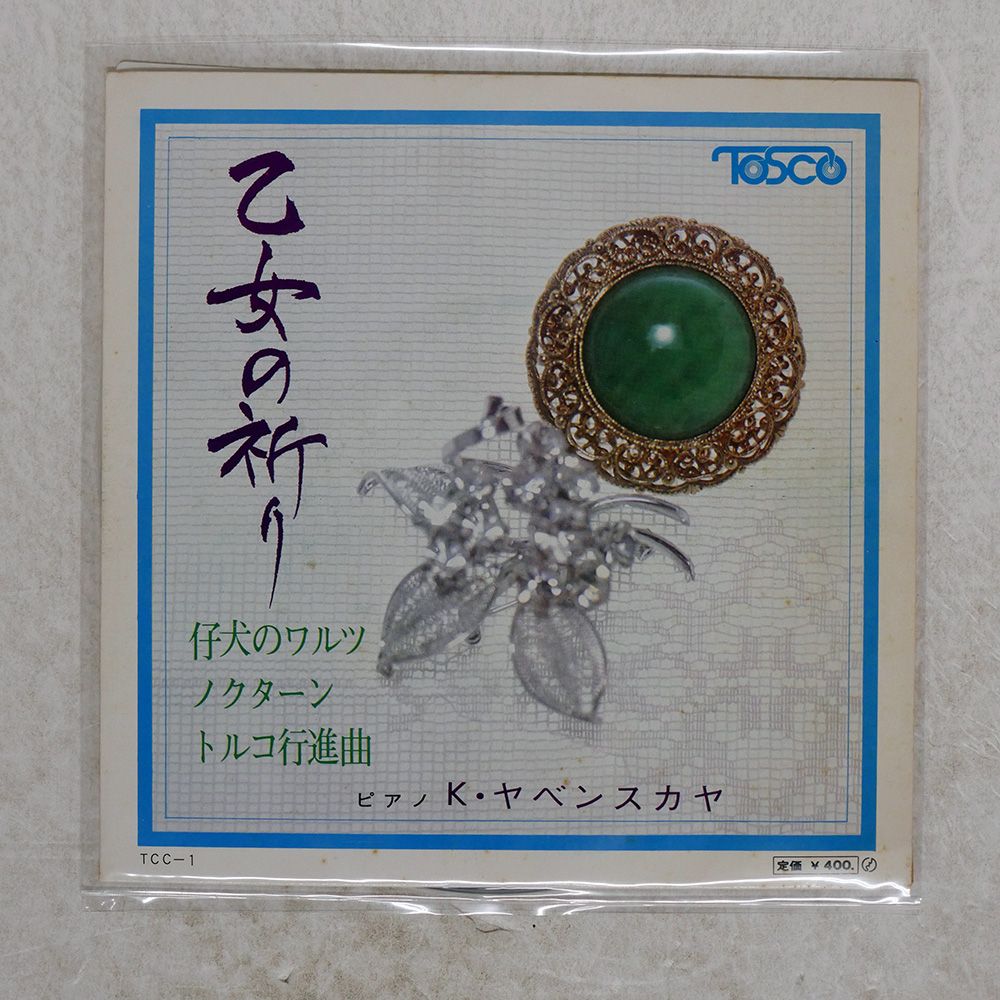 TOSCO
乙女の祈り
仔犬のワルツ
ノクターン
トルコ行進曲
ピアノ K・ヤベンスカヤ
TCC-1
定価 ¥400.